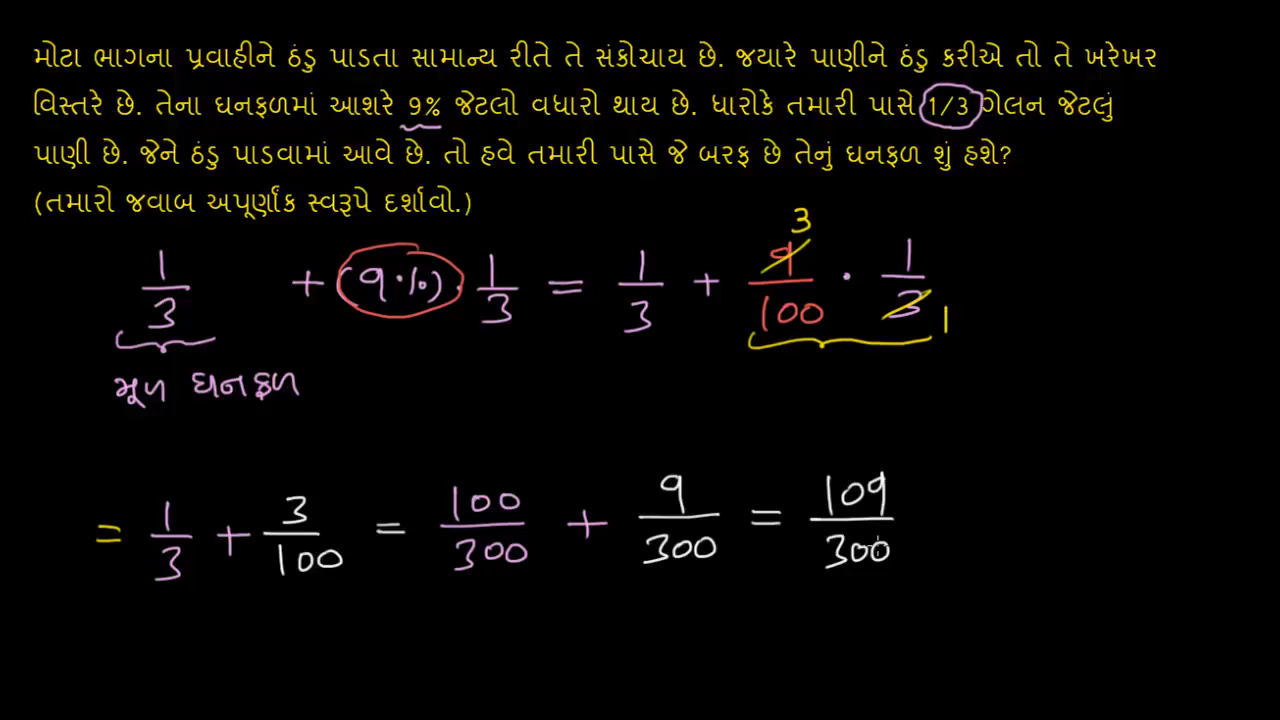 મોટા ભાગના પ્રવાહીને ઠંડુ પાડતા સામાન્ય રીતે તે સંકોચાય છે. જયારે પાણીને ઠંડુ કરીએ તો તે ખરેખર
વિસ્તરે છે. તેના ઘનફળમાં આશરે 9% જેટલો વધારો થાય છે. ધારોકે તમારી પાસે 1/3 ગેલન જેટલું
પાણી છે. જેને ઠંડુ પાડવામાં આવે છે. તો હવે તમારી પાસે જે બરફ છે તેનું ઘનફળ શું હશે?
(તમારો જવાબ અપૂર્ણાંક સ્વરૂપે દર્શાવો.)
1/3 + (9%) · 1/3 = 1/3 + 9/100 · 1/3
3
1
મૂળ ઘનફળ
= 1/3 + 3/100 = 100/300 + 9/300 = 109/300